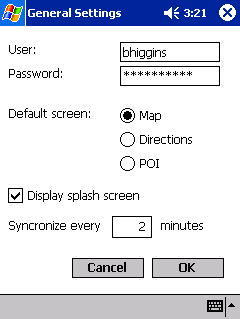 General Settings 3:21
User: bhiggins
Password: **********
Default screen: Map
Directions
POI
Display splash screen
Syncronize every 2 minutes
Cancel OK